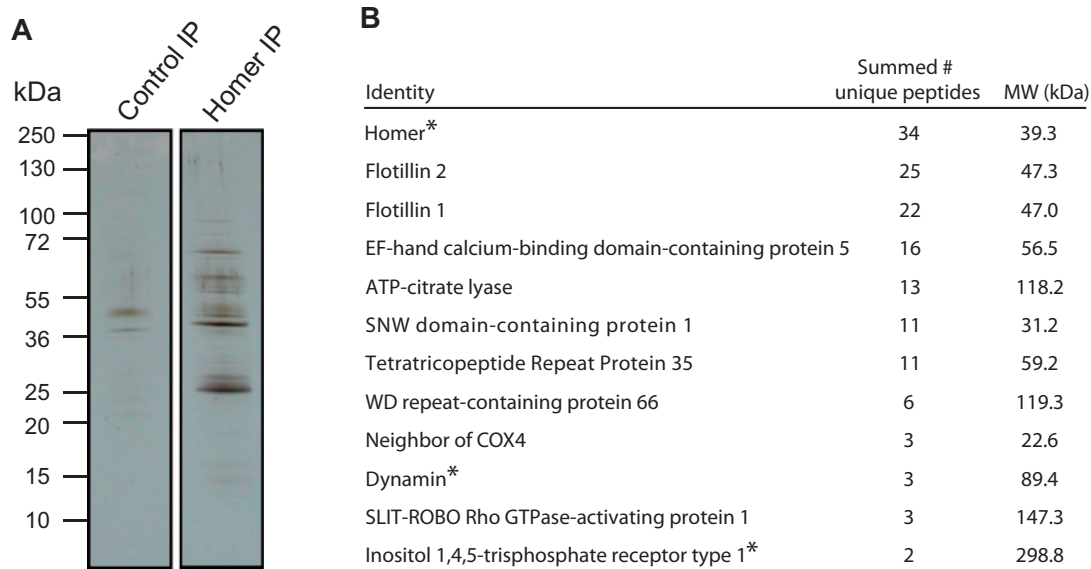 A
kDa
Control IP
Homer IP
250
130
100
72
55
36
25
20
15
10
B
Identity Summed # unique peptides MW (kDa)
Homer* 34 39.3
Flotillin 2 25 47.3
Flotillin 1 22 47.0
EF-hand calcium-binding domain-containing protein 5 16 56.5
ATP-citrate lyase 13 118.2
SNW domain-containing protein 1 11 31.2
Tetratricopeptide Repeat Protein 35 11 59.2
WD repeat-containing protein 66 6 119.3
Neighbor of COX4 3 22.6
Dynamin* 3 89.4
SLIT-ROBO Rho GTPase-activating protein 1 3 147.3
Inositol 1,4,5-trisphosphate receptor type 1* 2 298.8